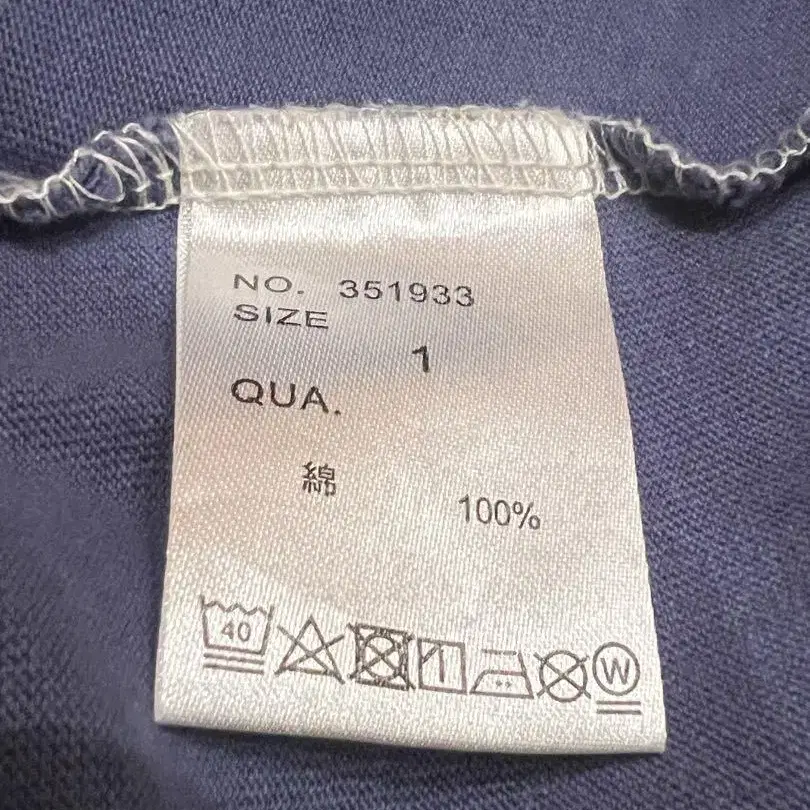 NO. 351933
SIZE
1
QUA.
綿 100%
40 W